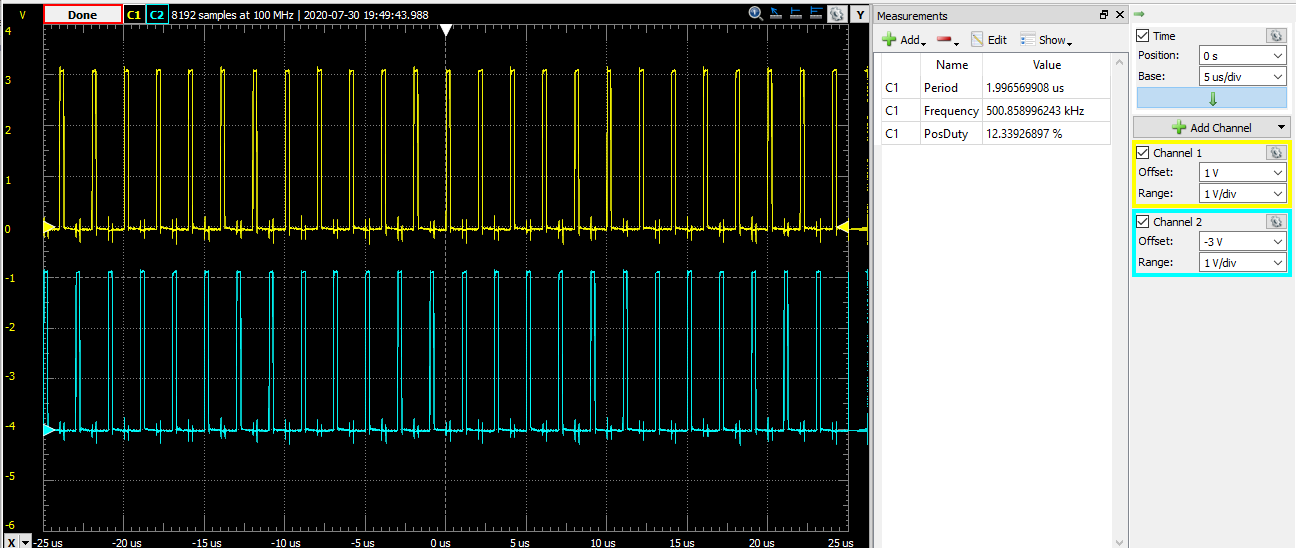 V Done C1 C2 8192 samples at 100 MHz | 2020-07-30 19:49:43.988 Y
4
3
2
1
0
-1
-2
-3
-4
-5
-6
X -25 us -20 us -15 us -10 us -5 us 0 us 5 us 10 us 15 us 20 us 25 us
Measurements
Add Edit Show
Name Value
C1 Period 1.996569908 us
C1 Frequency 500.858996243 kHz
C1 PosDuty 12.33926897 %
Time
Position: 0 s
Base: 5 us/div
Add Channel
Channel 1
Offset: 1 V
Range: 1 V/div
Channel 2
Offset: -3 V
Range: 1 V/div